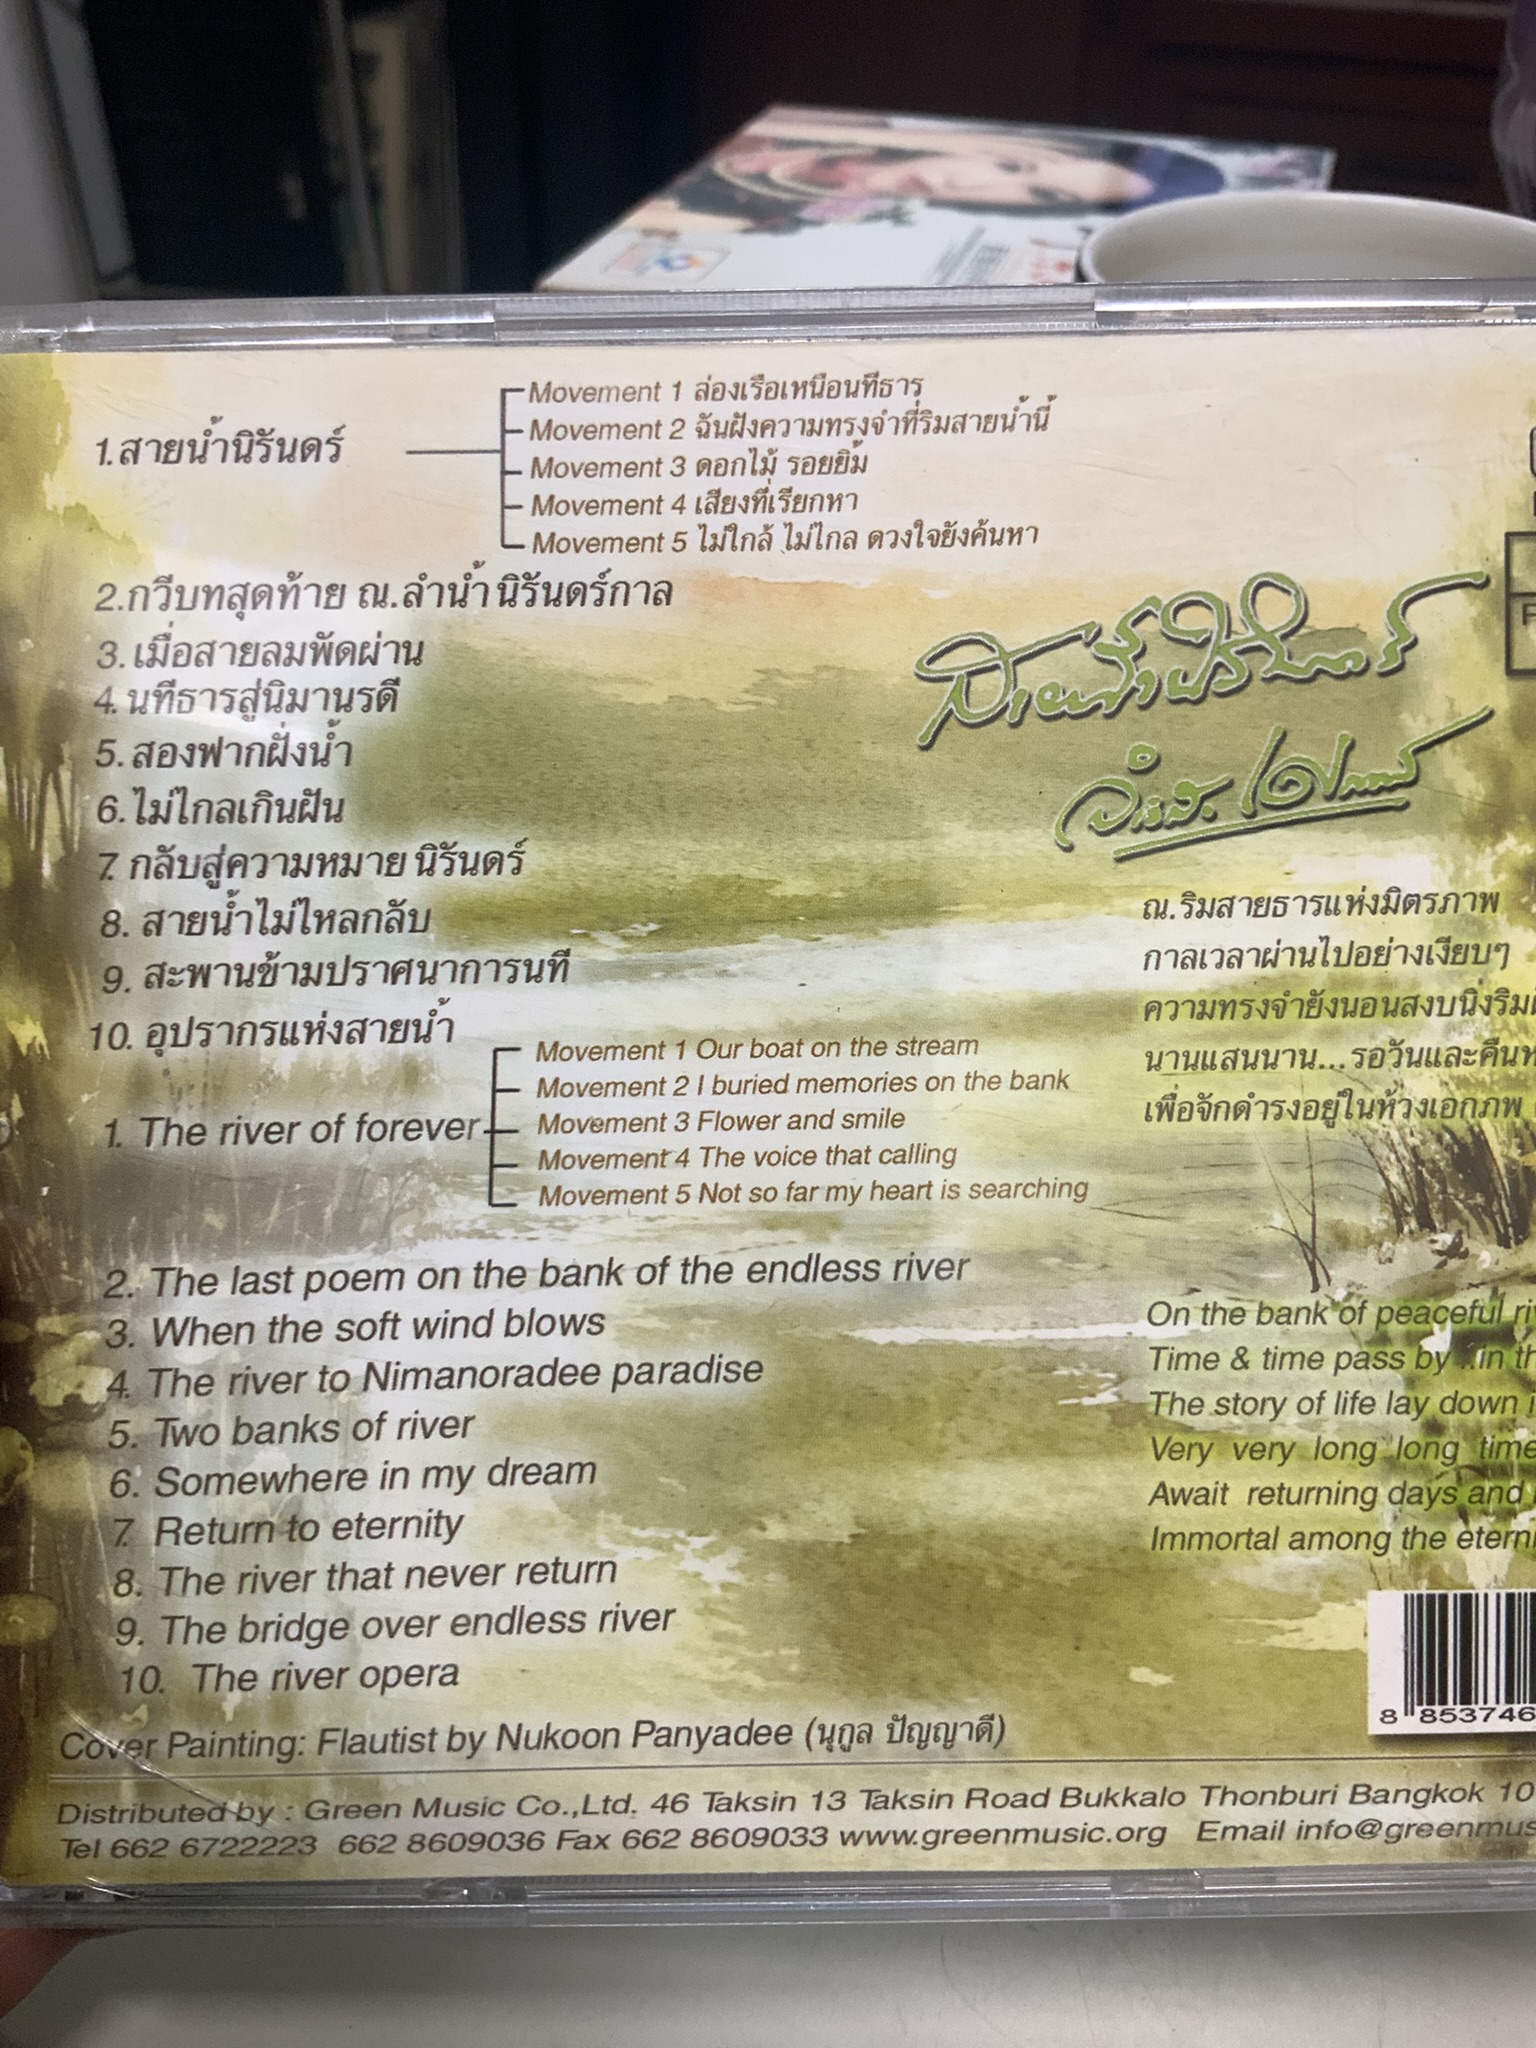 1.สายน้ำนิรันดร์
Movement 1 ล่องเรือเหนือนทีธาร
Movement 2 ฉันฝังความทรงจำที่ริมสายน้ำนี้
Movement 3 ดอกไม้ รอยยิ้ม
Movement 4 เสียงที่เรียกหา
Movement 5 ไม่ใกล้ ไม่ไกล ดวงใจยังค้นหา
2.กวีบทสุดท้าย ณ.ลำน้ำ นิรันดร์กาล
3. เมื่อสายลมพัดผ่าน
4. นทีธารสู่นิมานรดี
5. สองฟากฝั่งน้ำ
6. ไม่ไกลเกินฝัน
7. กลับสู่ความหมาย นิรันดร์
8. สายน้ำไม่ไหลกลับ
9. สะพานข้ามปราศนาการนที
10. อุปรากรแห่งสายน้ำ
สายน้ำนิรันดร์
ณ.ริมสายธารแห่งมิตรภาพ
กาลเวลาผ่านไปอย่างเงียบๆ
ความทรงจำยังนอนสงบนิ่งริม
นานแสนนาน...รอวันและคืน
เพื่อจักดำรงอยู่ในห้วงเอกภพ
1. The river of forever
Movement 1 Our boat on the stream
Movement 2 I buried memories on the bank
Movement 3 Flower and smile
Movement 4 The voice that calling
Movement 5 Not so far my heart is searching
2. The last poem on the bank of the endless river
3. When the soft wind blows
4. The river to Nimanoradee paradise
5. Two banks of river
6. Somewhere in my dream
7. Return to eternity
8. The river that never return
9. The bridge over endless river
10. The river opera
On the bank of peaceful
Time & time pass by ..in
The story of life lay down
Very very long long time
Await returning days and
Immortal among the
8 853746
Cover Painting: Flautist by Nukoon Panyadee (นุกูล ปัญญาดี)
Distributed by : Green Music Co.,Ltd. 46 Taksin 13 Taksin Road Bukkalo Thonburi Bangkok 10
Tel 662 6722223 662 8609036 Fax 662 8609033 www.greenmusic.org Email info@greenmus